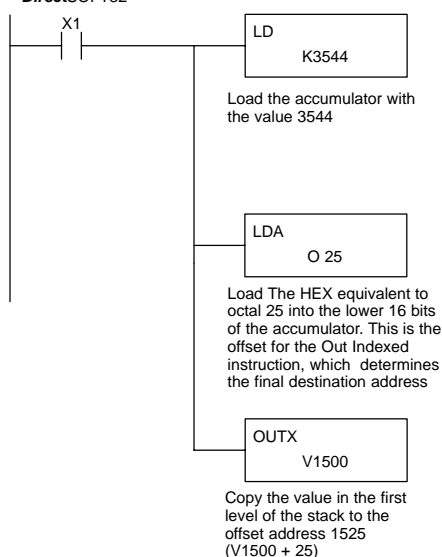 DirectSOFT32
X1
LD
K3544
Load the accumulator with
the value 3544
LDA
O 25
Load The HEX equivalent to
octal 25 into the lower 16 bits
of the accumulator. This is the
offset for the Out Indexed
instruction, which determines
the final destination address
OUTX
V1500
Copy the value in the first
level of the stack to the
offset address 1525
(V1500 + 25)